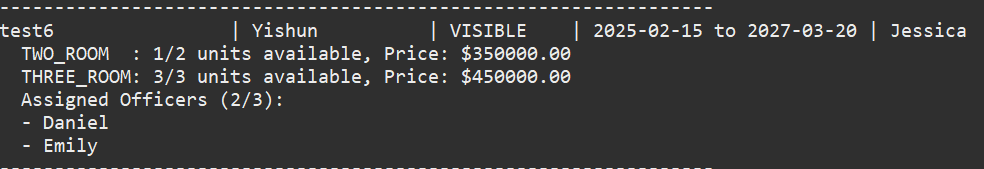 -----------------------------------------------------------------
test6                | Yishun          | VISIBLE    | 2025-02-15 to 2027-03-20 | Jessica
  TWO_ROOM  : 1/2 units available, Price: $350000.00
  THREE_ROOM: 3/3 units available, Price: $450000.00
  Assigned Officers (2/3):
  - Daniel
  - Emily
-----------------------------------------------------------------